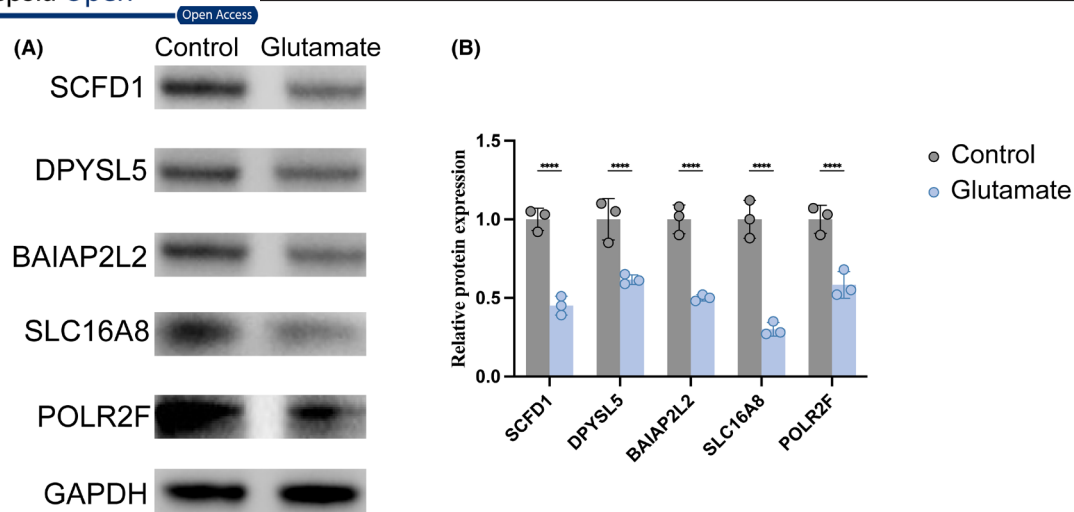 Open Access
(A)
Control Glutamate
SCFD1
DPYSL5
BAIAP2L2
SLC16A8
POLR2F
GAPDH
(B)
Relative protein expression
1.5
1.0
0.5
0.0
**** **** **** **** ****
SCFD1
DPYSL5
BAIAP2L2
SLC16A8
POLR2F
Control
Glutamate